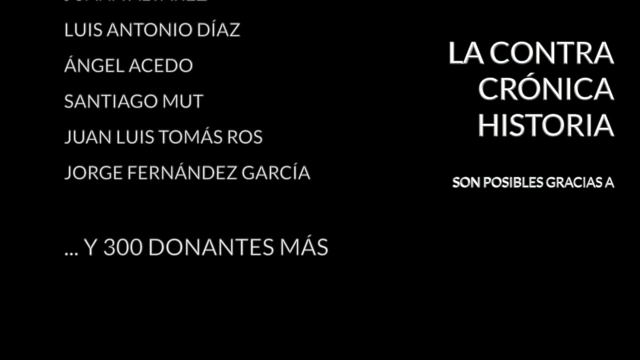 LUIS ANTONIO DÍAZ
ÁNGEL ACEDO
SANTIAGO MUT
JUAN LUIS TOMÁS ROS
JORGE FERNÁNDEZ GARCÍA
... Y 300 DONANTES MÁS
LA CONTRA
CRÓNICA
HISTORIA
SON POSIBLES GRACIAS A